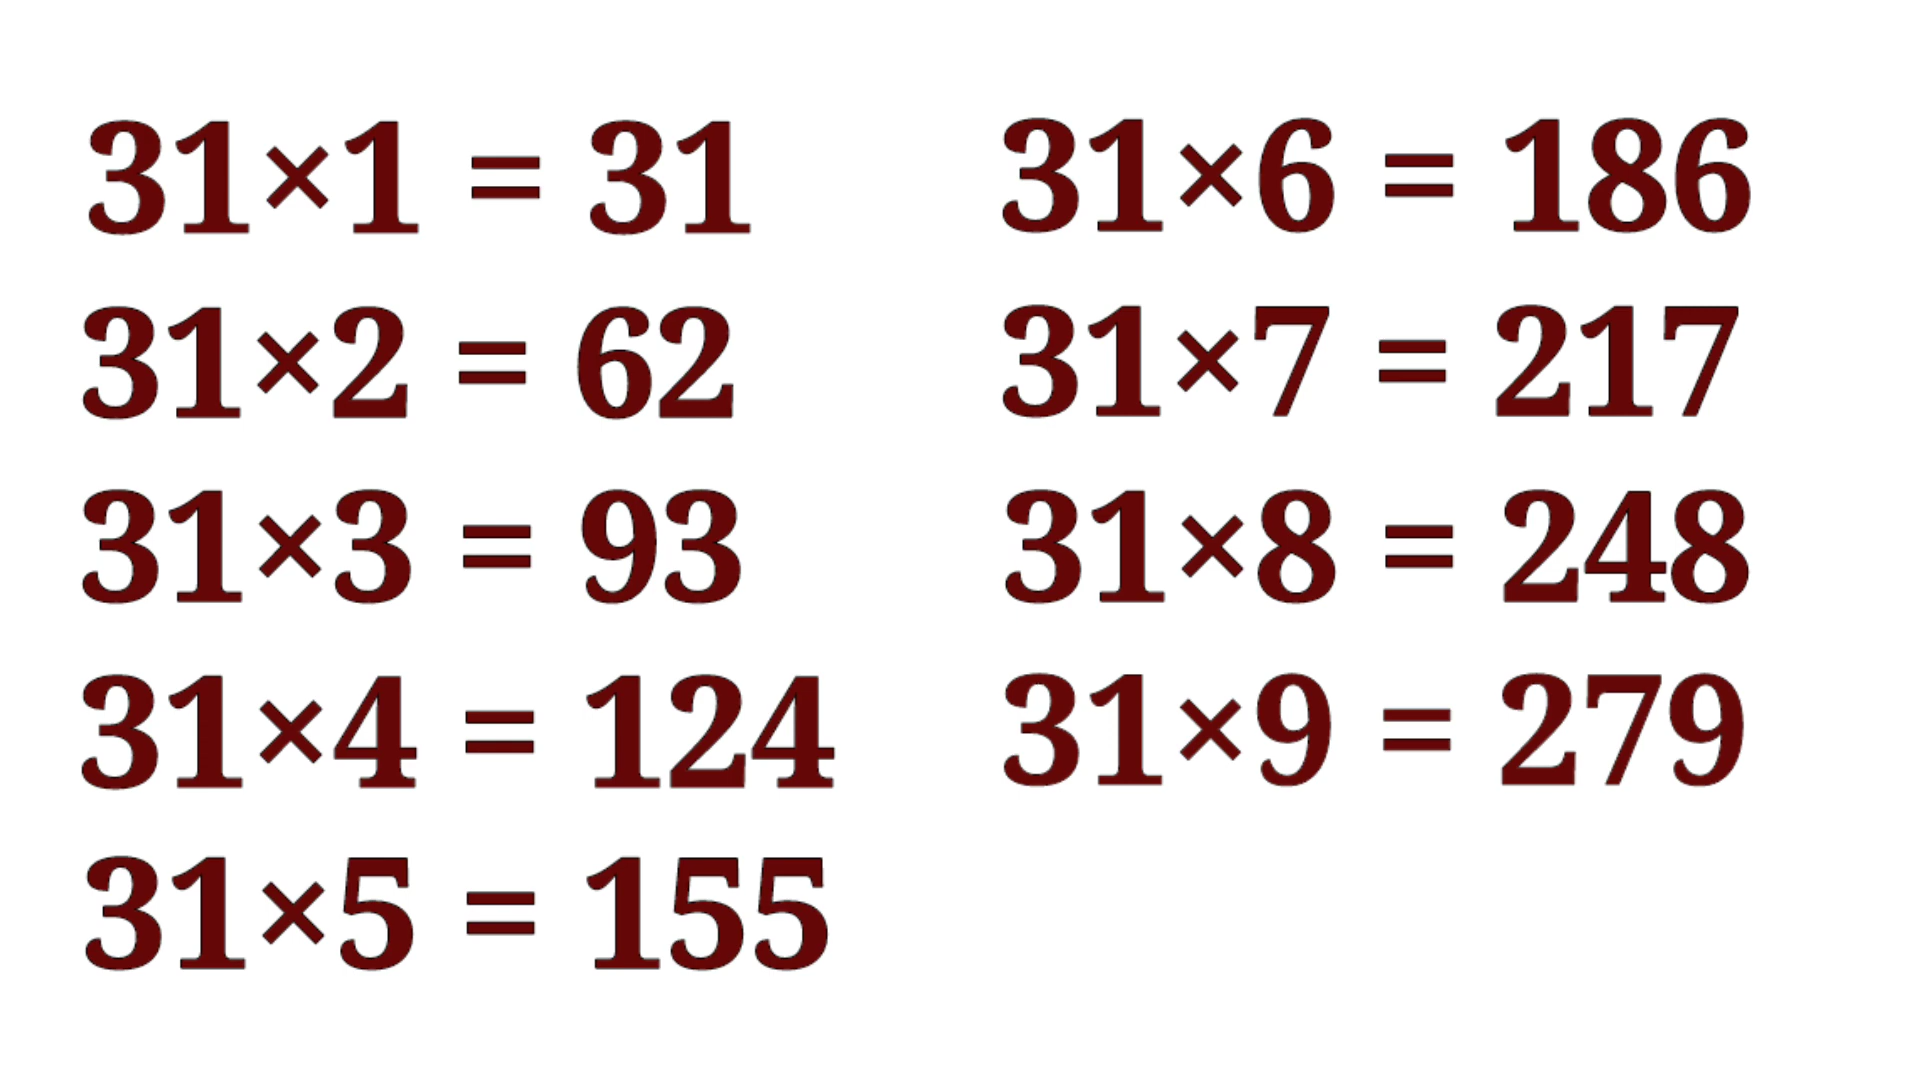 31×1 = 31
31×2 = 62
31×3 = 93
31×4 = 124
31×5 = 155
31×6 = 186
31×7 = 217
31×8 = 248
31×9 = 279